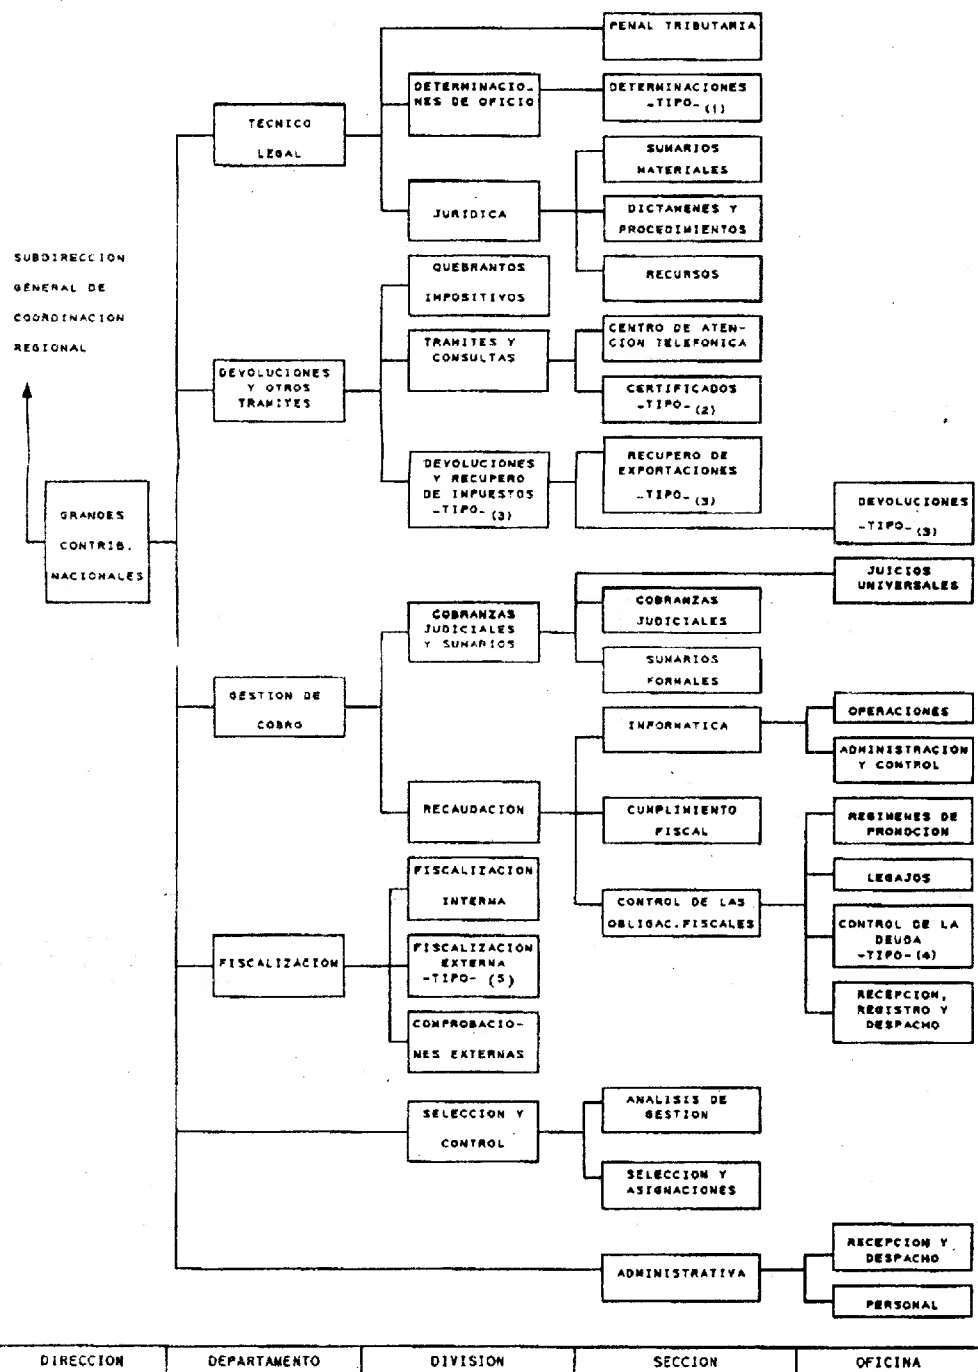 PENAL TRIBUTARIA
DETERMINACIO_
NES DE OFICIO
DETERMINACIONES
-TIPO- (1)
TECNICO
LEGAL
SUMARIOS
MATERIALES
JURIDICA
DICTAMENES Y
PROCEDIMIENTOS
RECURSOS
SUBDIRECCION
GENERAL DE
COORDINACION
REGIONAL
QUEBRANTOS
IMPOSITIVOS
TRAMITES Y
CONSULTAS
CENTRO DE ATEN-
CION TELEFONICA
DEVOLUCIONES
Y OTROS
TRAMITES
CERTIFICADOS
-TIPO- (2)
DEVOLUCIONES
Y RECUPERO
DE IMPUESTOS
-TIPO- (3)
RECUPERO DE
EXPORTACIONES
-TIPO- (3)
DEVOLUCIONES
-TIPO- (3)
GRANDES
CONTRIB.
NACIONALES
JUICIOS
UNIVERSALES
COBRANZAS
JUDICIALES
Y SUMARIOS
COBRANZAS
JUDICIALES
SUMARIOS
FORMALES
GESTION DE
COBRO
INFORMATICA
OPERACIONES
ADMINISTRACION
Y CONTROL
RECAUDACION
CUMPLIMIENTO
FISCAL
REGIMENES DE
PROMOCION
LEGAJOS
CONTROL DE LAS
OBLIGAC.FISCALES
CONTROL DE LA
DEUDA
-TIPO-(4)
RECEPCION,
REGISTRO Y
DESPACHO
FISCALIZACION
INTERNA
FISCALIZACION
FISCALIZACION
EXTERNA
-TIPO- (5)
COMPROBACIO-
NES EXTERNAS
SELECCION Y
CONTROL
ANALISIS DE
GESTION
SELECCION Y
ASIGNACIONES
ADMINISTRATIVA
RECEPCION Y
DESPACHO
PERSONAL
DIRECCION DEPARTAMENTO DIVISION SECCION OFICINA